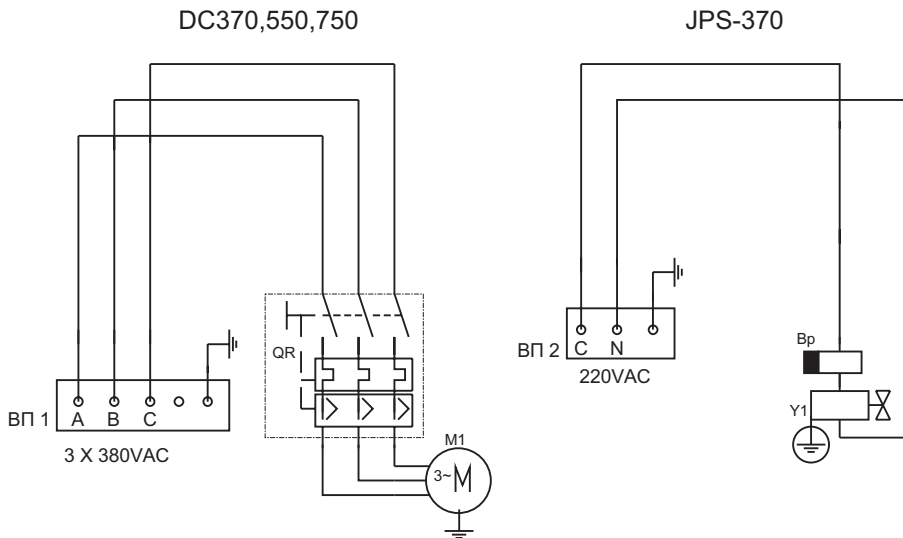 DC370,550,750
JPS-370
QR
ВП 1
A B C
3 X 380VAC
M1
3~ M
ВП 2
C N
220VAC
Bp
Y1